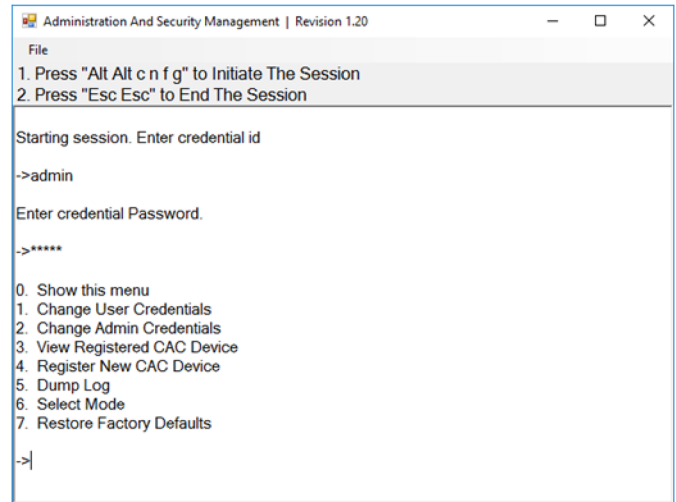 Administration And Security Management | Revision 1.20
File
1. Press "Alt Alt c n f g" to Initiate The Session
2. Press "Esc Esc" to End The Session
Starting session. Enter credential id
->admin
Enter credential Password.
->*****
0. Show this menu
1. Change User Credentials
2. Change Admin Credentials
3. View Registered CAC Device
4. Register New CAC Device
5. Dump Log
6. Select Mode
7. Restore Factory Defaults
->